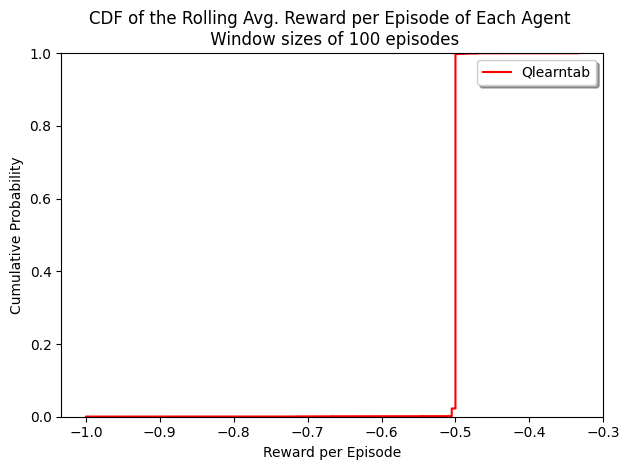 CDF of the Rolling Avg. Reward per Episode of Each Agent
Window sizes of 100 episodes
Qlearntab
1.0
0.8
0.6
0.4
0.2
0.0
Cumulative Probability
−1.0 −0.9 −0.8 −0.7 −0.6 −0.5 −0.4 −0.3
Reward per Episode